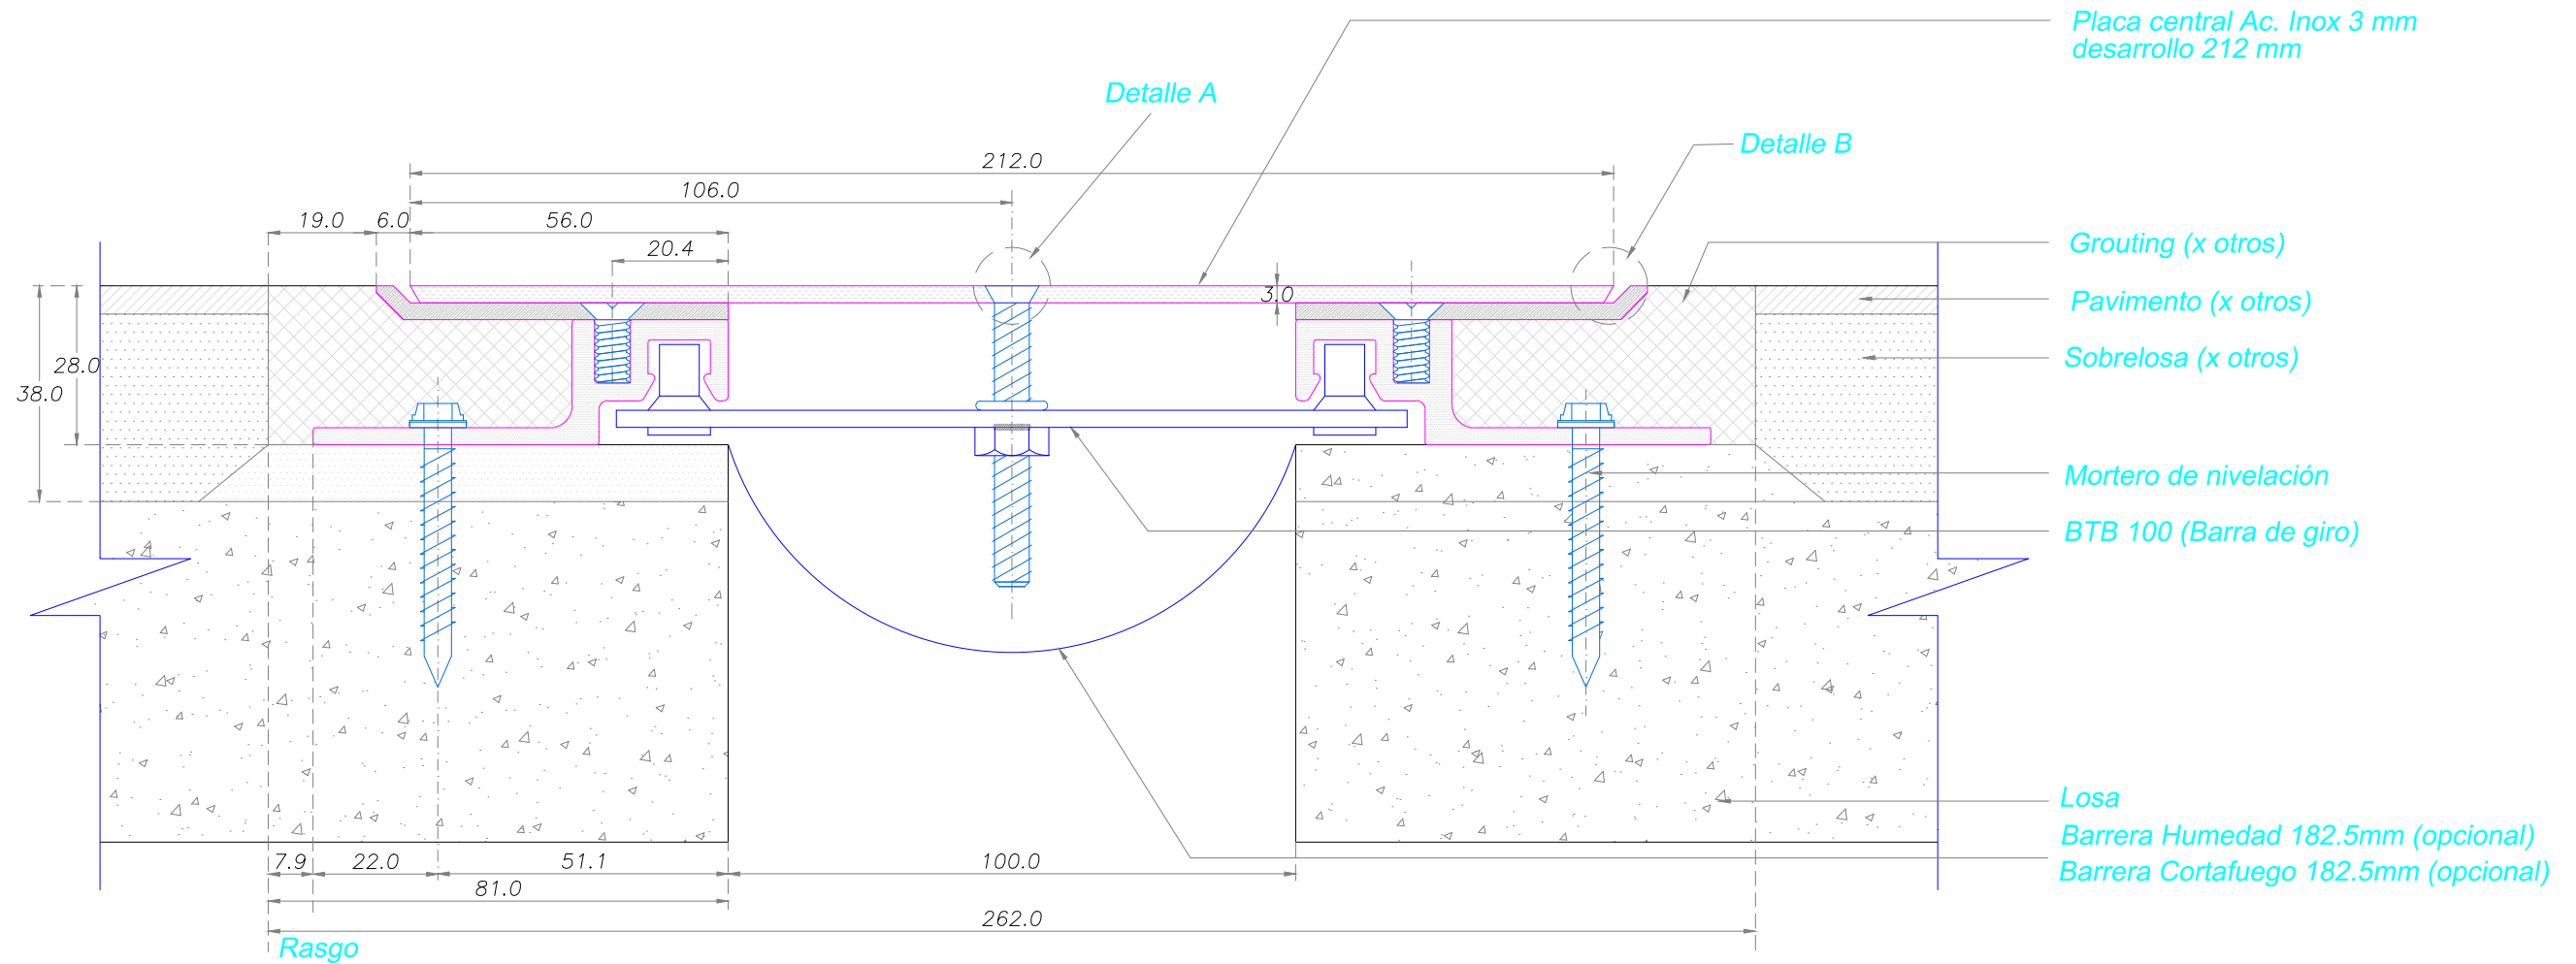 Placa central Ac. Inox 3 mm
desarrollo 212 mm
Detalle A
Detalle B
212.0
106.0
19.0
6.0
56.0
20.4
Grouting (x otros)
3.0
Pavimento (x otros)
28.0
38.0
Sobrelosa (x otros)
Mortero de nivelación
BTB 100 (Barra de giro)
Losa
Barrera Humedad 182.5mm (opcional)
Barrera Cortafuego 182.5mm (opcional)
7.9
22.0
51.1
100.0
81.0
262.0
Rasgo